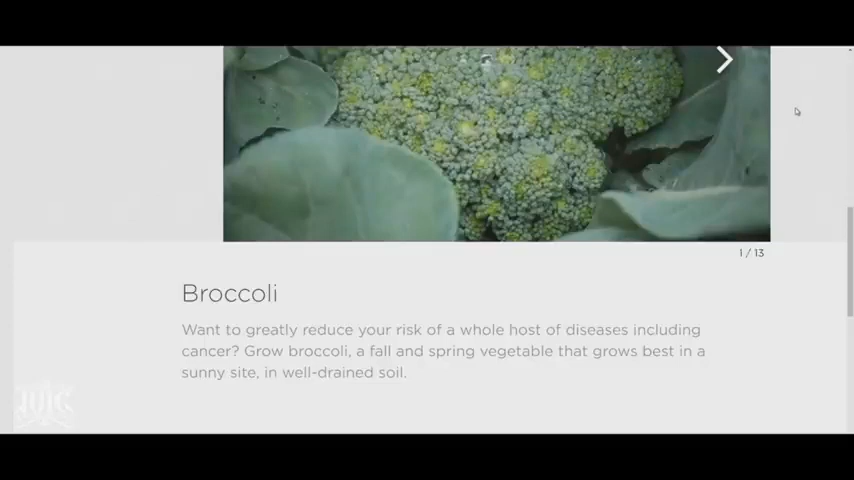 1 / 13
Broccoli
Want to greatly reduce your risk of a whole host of diseases including
cancer? Grow broccoli, a fall and spring vegetable that grows best in a
sunny site, in well-drained soil.